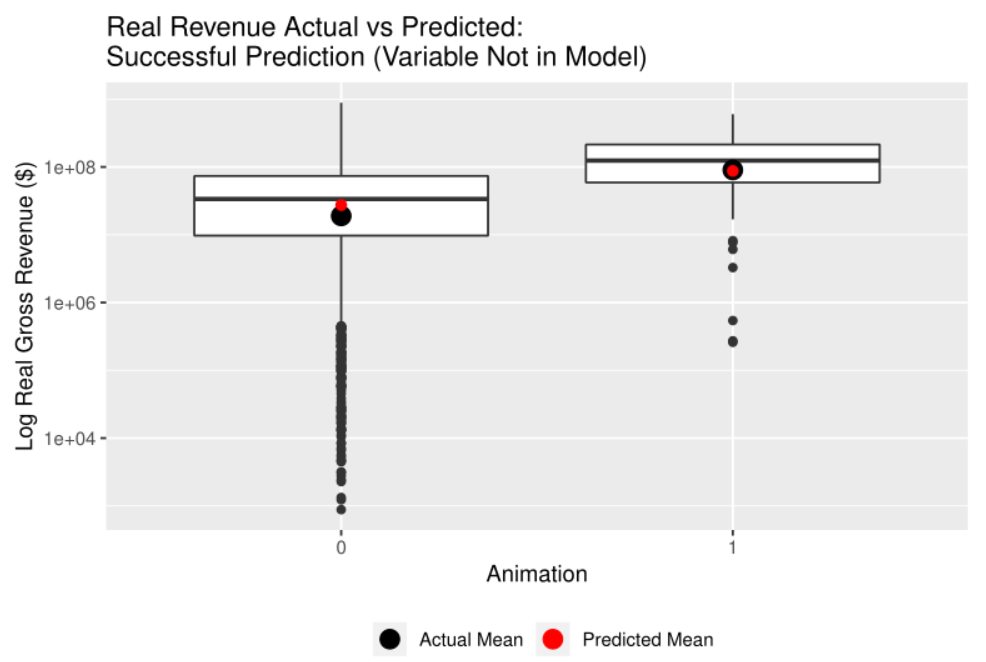 Real Revenue Actual vs Predicted:
Successful Prediction (Variable Not in Model)
Log Real Gross Revenue ($)
1e+08
1e+06
1e+04
0
1
Animation
Actual Mean
Predicted Mean